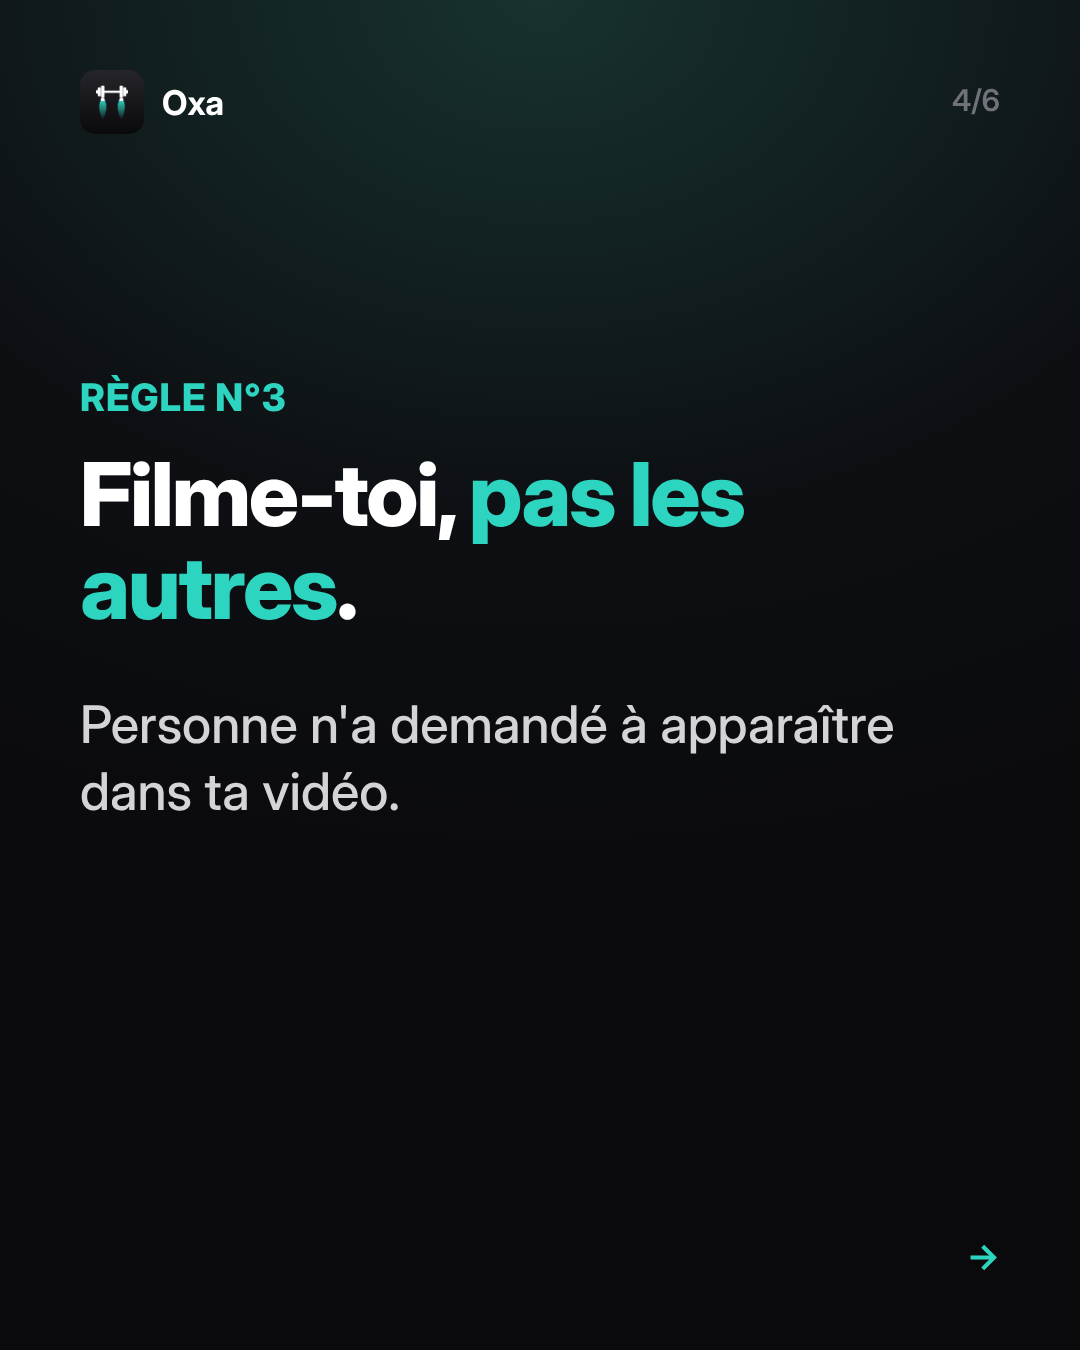 Oxa
4/6
RÈGLE N°3
Filme-toi, pas les
autres.
Personne n'a demandé à apparaître
dans ta vidéo.
→